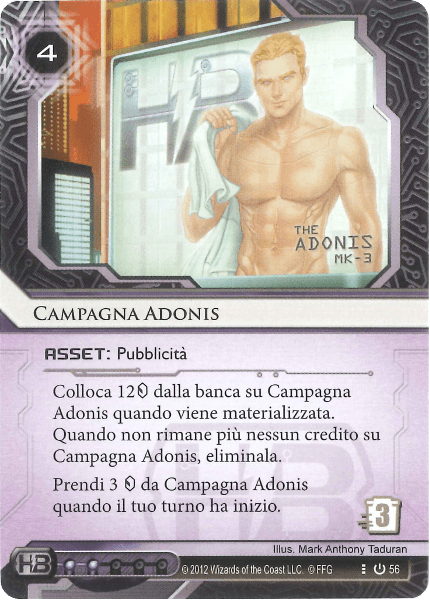 4
HB
THE
ADONIS
MK-3
CAMPAGNA ADONIS
ASSET: Pubblicità
Colloca 12 dalla banca su Campagna
Adonis quando viene materializzata.
Quando non rimane più nessun credito su
Campagna Adonis, eliminala.
Prendi 3 da Campagna Adonis
quando il tuo turno ha inizio.
3
Illus. Mark Anthony Taduran
HB
© 2012 Wizards of the Coast LLC. © FFG
56